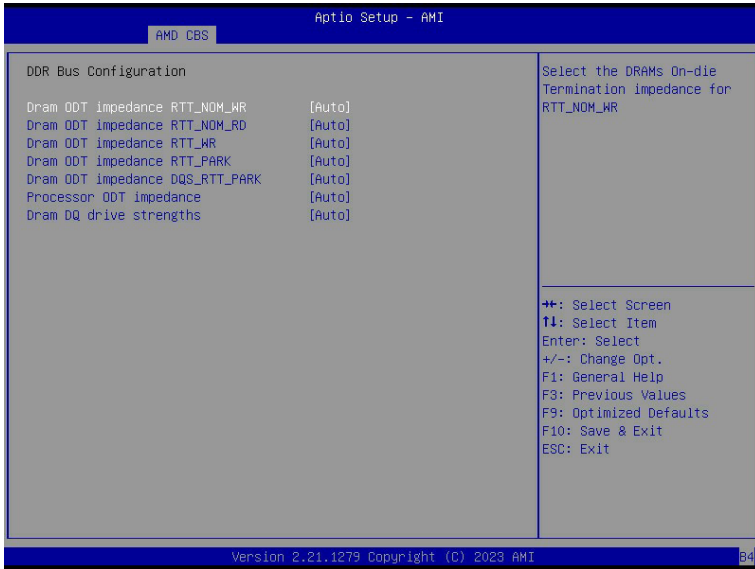 Aptio Setup – AMI
AMD CBS
DDR Bus Configuration
Dram ODT impedance RTT_NOM_WR [Auto]
Dram ODT impedance RTT_NOM_RD [Auto]
Dram ODT impedance RTT_WR [Auto]
Dram ODT impedance RTT_PARK [Auto]
Dram ODT impedance DQS_RTT_PARK [Auto]
Processor ODT impedance [Auto]
Dram DQ drive strengths [Auto]
Select the DRAMs On-die
Termination impedance for
RTT_NOM_WR
→←: Select Screen
↑↓: Select Item
Enter: Select
+/-: Change Opt.
F1: General Help
F3: Previous Values
F9: Optimized Defaults
F10: Save & Exit
ESC: Exit
Version 2.21.1279 Copyright (C) 2023 AMI
B4